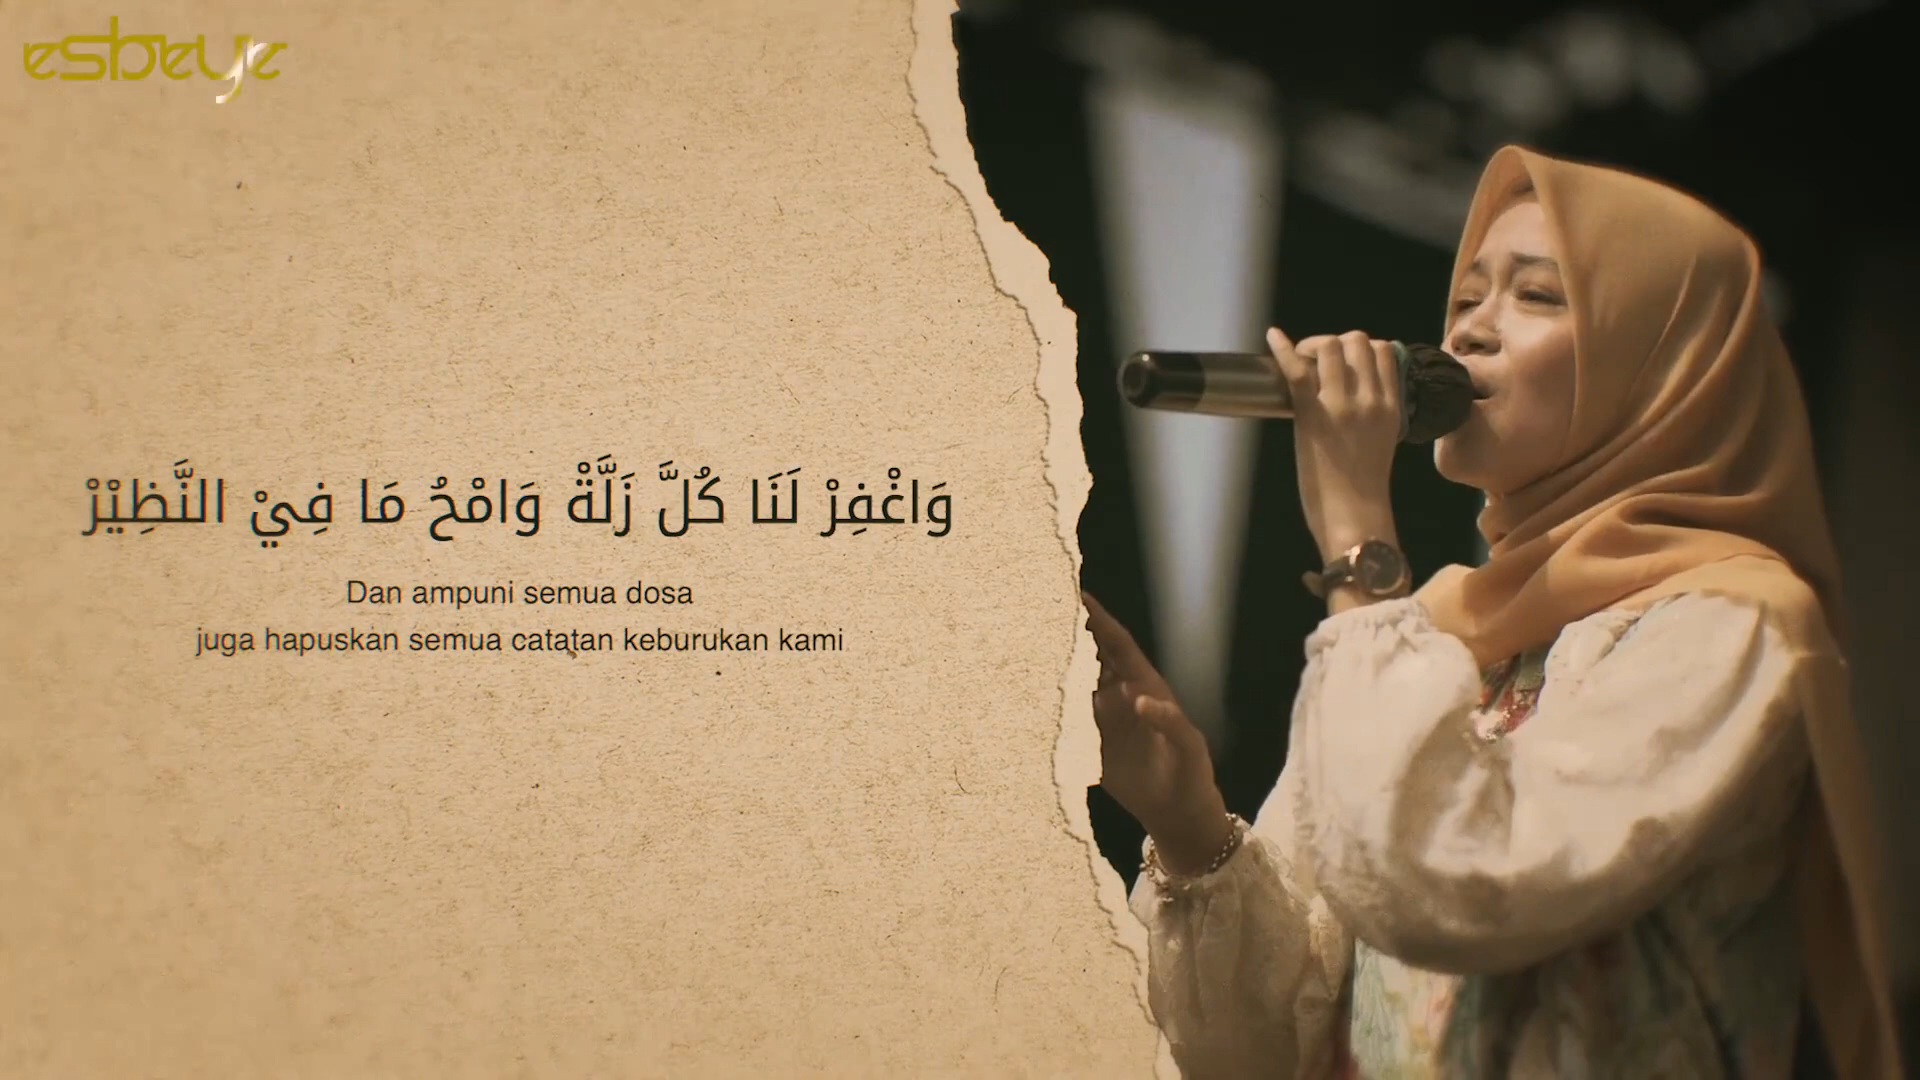 esbeye
وَاغْفِرْ لَنَا كُلَّ زَلَّةْ وَامْحُ مَا فِيْ النَّظِيْرْ
Dan ampuni semua dosa
juga hapuskan semua catatan keburukan kami